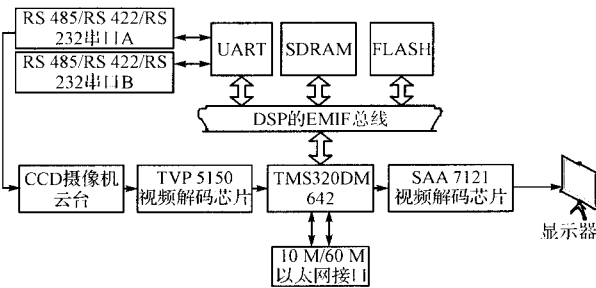 RS 485/RS 422/RS
232串口A
RS 485/RS 422/RS
232串口B
UART
SDRAM
FLASH
DSP的EMIF总线
CCD摄像机
云台
TVP 5150
视频解码芯片
TMS320DM
642
SAA 7121
视频解码芯片
显示器
10 M/60 M
以太网接口